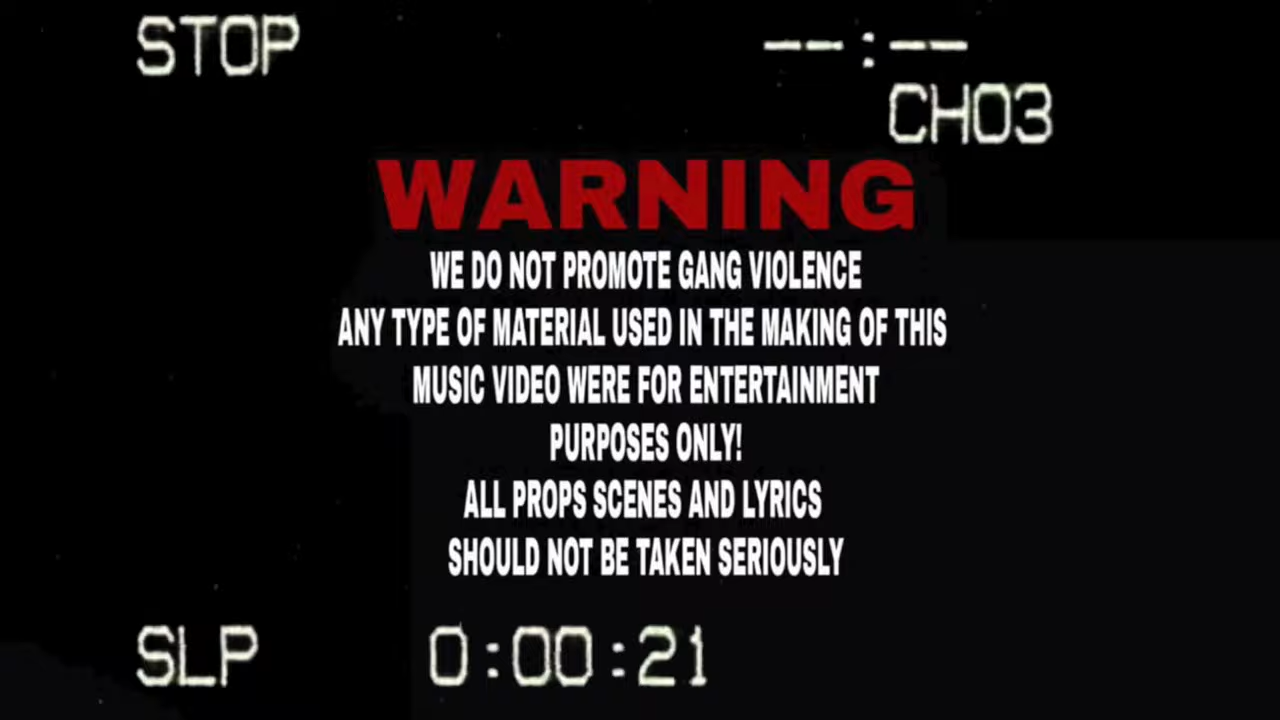 STOP
--:--
CH03
WARNING
WE DO NOT PROMOTE GANG VIOLENCE
ANY TYPE OF MATERIAL USED IN THE MAKING OF THIS
MUSIC VIDEO WERE FOR ENTERTAINMENT
PURPOSES ONLY!
ALL PROPS SCENES AND LYRICS
SHOULD NOT BE TAKEN SERIOUSLY
SLP 0:00:21